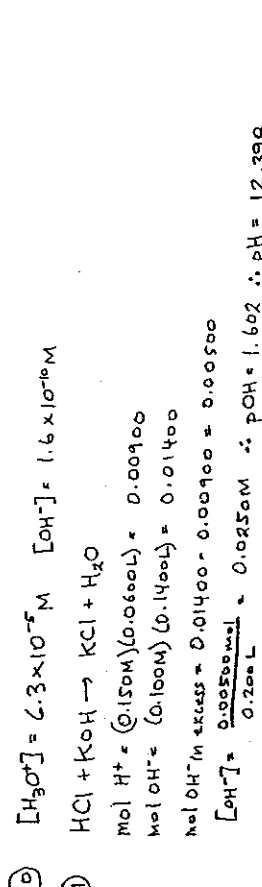 0) [H₃O⁺] = 6.3×10⁻⁵ M [OH⁻] = 1.6 x 10⁻¹⁰ M
1) HCl + KOH → KCl + H₂O
mol H⁺ = (0.150M)(0.0600L) = 0.00900
mol OH⁻ = (0.100M)(0.1400L) = 0.01400
mol OH⁻ in excess = 0.01400 - 0.00900 = 0.00500
[OH⁻] = 0.00500 mol / 0.200 L = 0.0250M ∴ pOH = 1.602 ∴ pH = 12.390